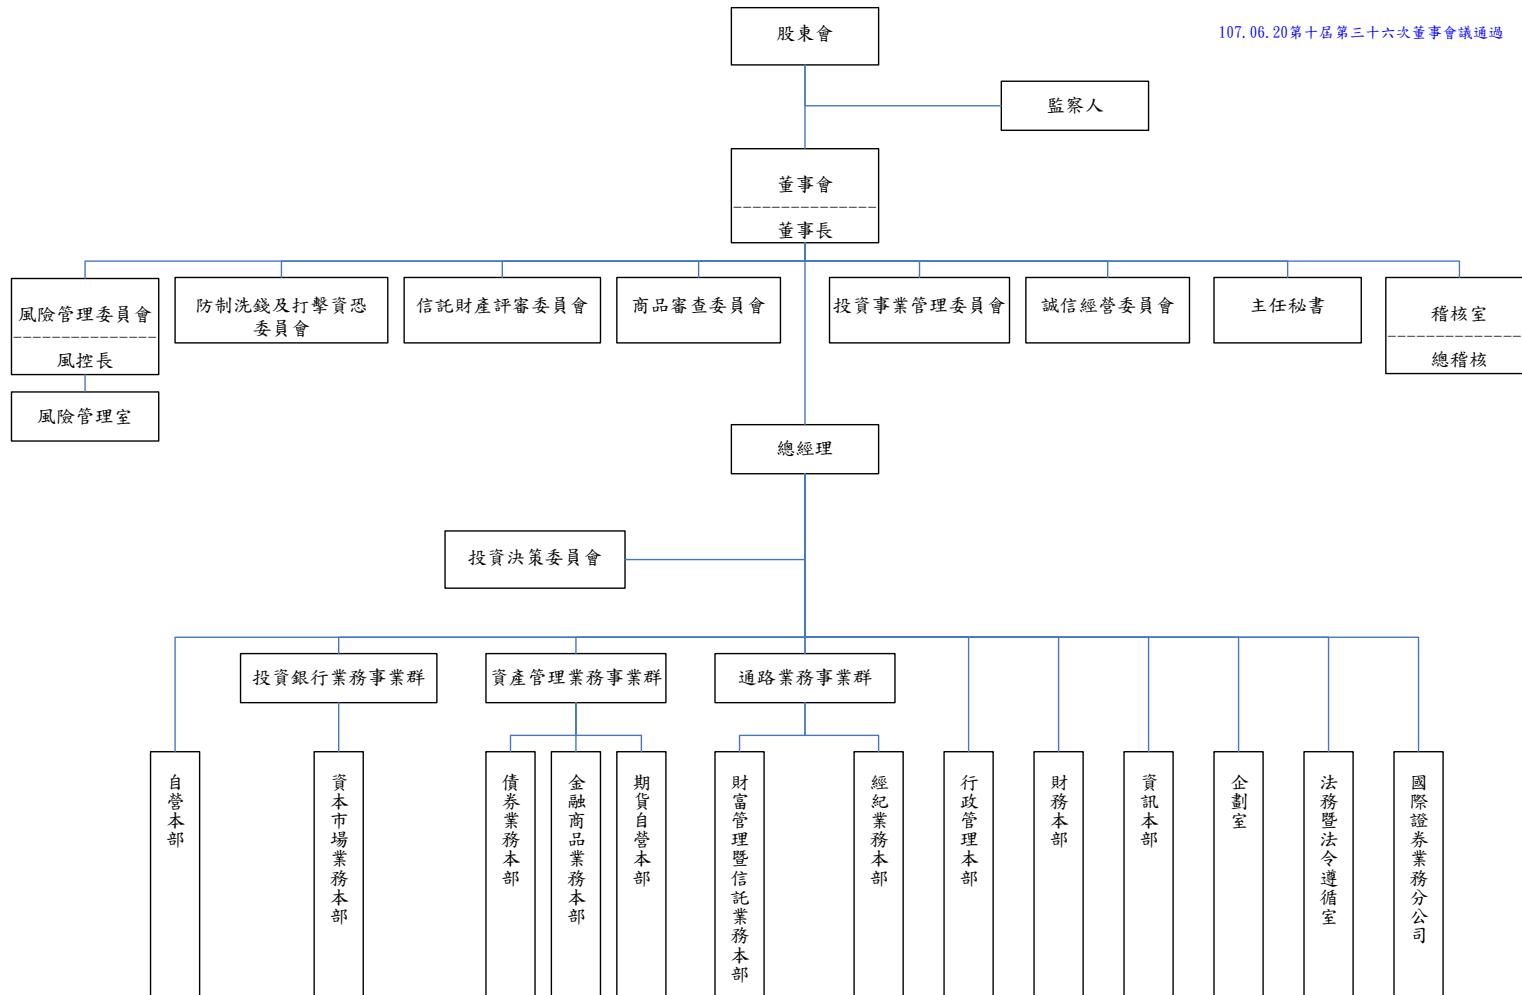 股東會
107.06.20第十屆第三十六次董事會議通過
監察人
董事會
董事長
風險管理委員會
風控長
防制洗錢及打擊資恐
委員會
信託財產評審委員會
商品審查委員會
投資事業管理委員會
誠信經營委員會
主任秘書
稽核室
總稽核
風險管理室
總經理
投資決策委員會
投資銀行業務事業群
資產管理業務事業群
通路業務事業群
自營本部
資本市場業務本部
債券業務本部
金融商品業務本部
期貨自營本部
財富管理暨信託業務本部
經紀業務本部
行政管理本部
財務本部
資訊本部
企劃室
法務暨法令遵循室
國際證券業務分公司